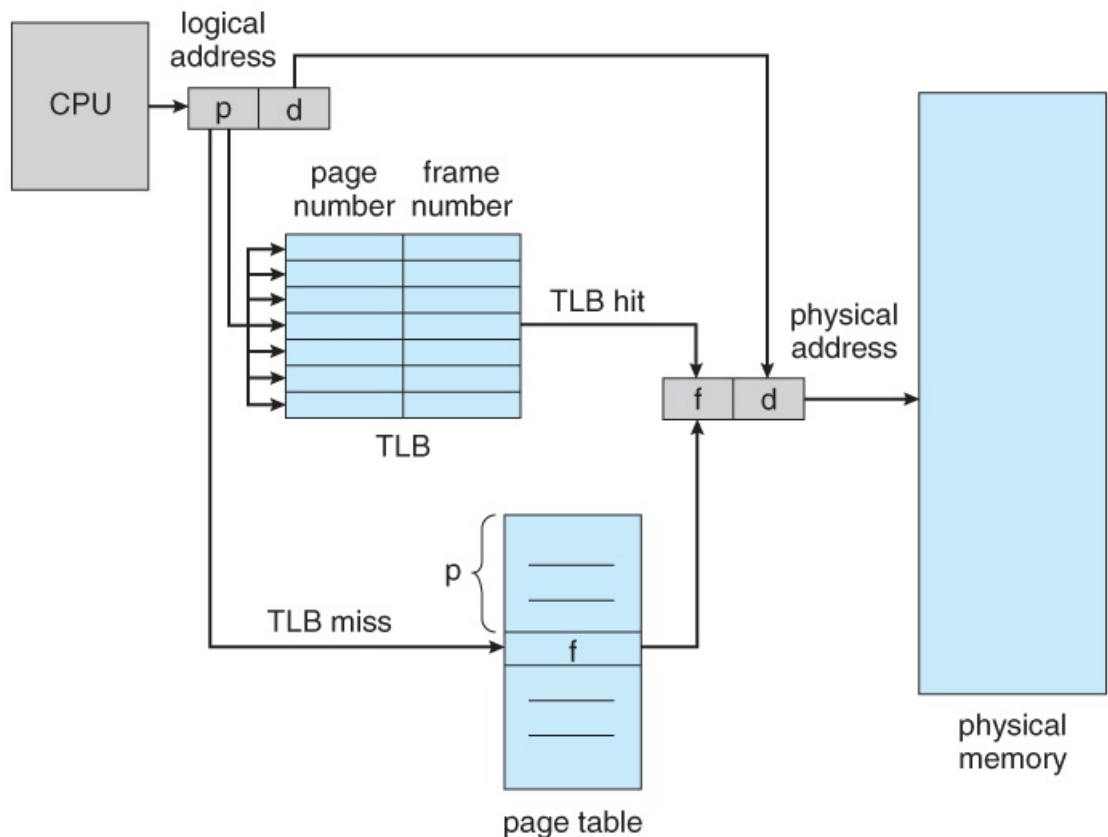 logical
address
CPU
p
d
page
number
frame
number
TLB hit
physical
address
f
d
TLB
p
TLB miss
f
physical
memory
page table